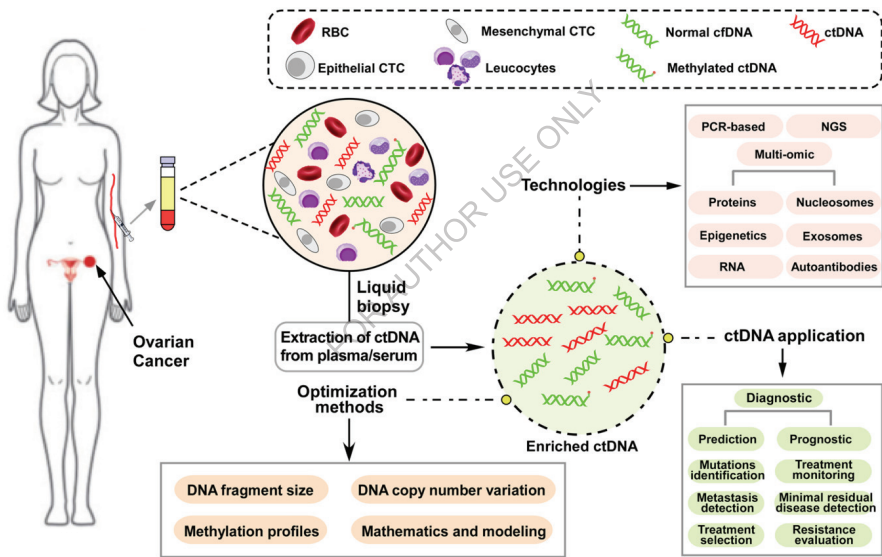 RBC
Mesenchymal CTC
Normal cfDNA
ctDNA
Epithelial CTC
Leucocytes
Methylated ctDNA
Ovarian
Cancer
Liquid
biopsy
Extraction of ctDNA
from plasma/serum
Optimization
methods
DNA fragment size
DNA copy number variation
Methylation profiles
Mathematics and modeling
Enriched ctDNA
Technologies
PCR-based
NGS
Multi-omic
Proteins
Nucleosomes
Epigenetics
Exosomes
RNA
Autoantibodies
ctDNA application
Diagnostic
Prediction
Prognostic
Mutations
identification
Treatment
monitoring
Metastasis
detection
Minimal residual
disease detection
Treatment
selection
Resistance
evaluation
FOR AUTHOR USE ONLY